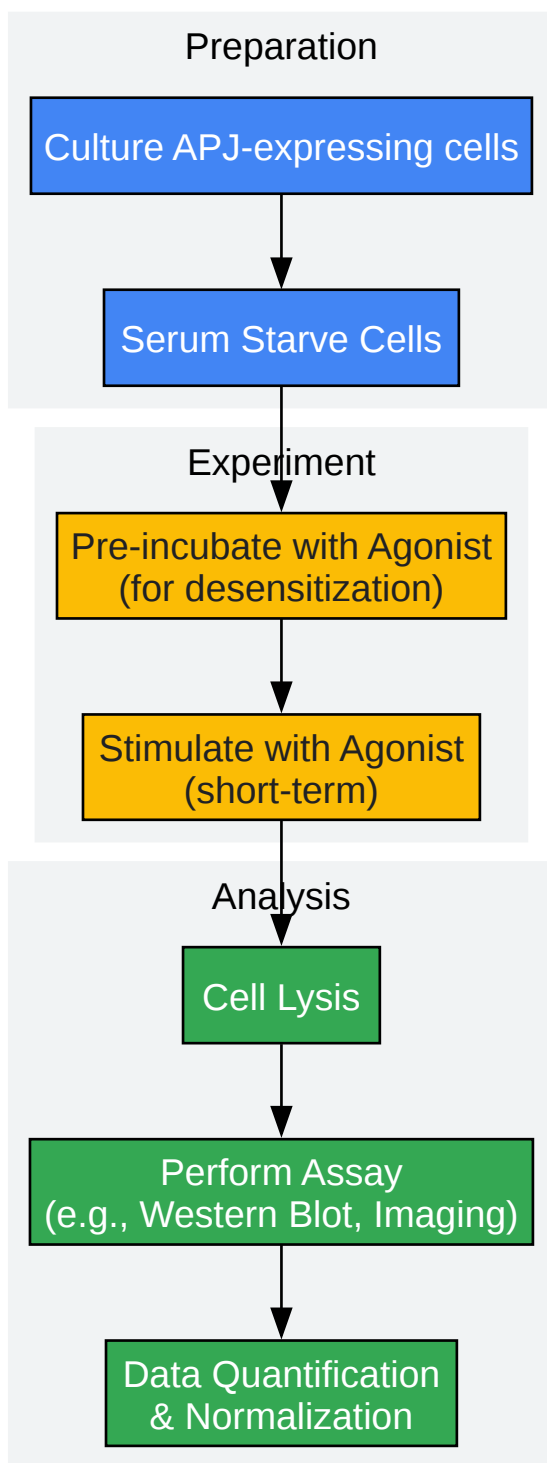 Preparation
Culture APJ-expressing cells
Serum Starve Cells
Experiment
Pre-incubate with Agonist
(for desensitization)
Stimulate with Agonist
(short-term)
Analysis
Cell Lysis
Perform Assay
(e.g., Western Blot, Imaging)
Data Quantification
& Normalization